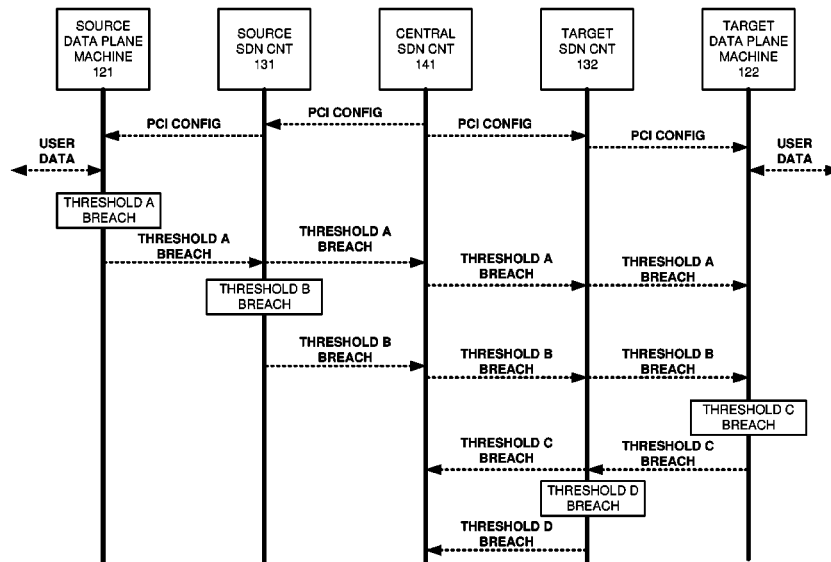 SOURCE
DATA PLANE
MACHINE
121
SOURCE
SDN CNT
131
CENTRAL
SDN CNT
141
TARGET
SDN CNT
132
TARGET
DATA PLANE
MACHINE
122
PCI CONFIG
PCI CONFIG
PCI CONFIG
PCI CONFIG
USER
DATA
USER
DATA
THRESHOLD A
BREACH
THRESHOLD A
BREACH
THRESHOLD A
BREACH
THRESHOLD A
BREACH
THRESHOLD A
BREACH
THRESHOLD B
BREACH
THRESHOLD B
BREACH
THRESHOLD B
BREACH
THRESHOLD B
BREACH
THRESHOLD C
BREACH
THRESHOLD C
BREACH
THRESHOLD C
BREACH
THRESHOLD D
BREACH
THRESHOLD D
BREACH